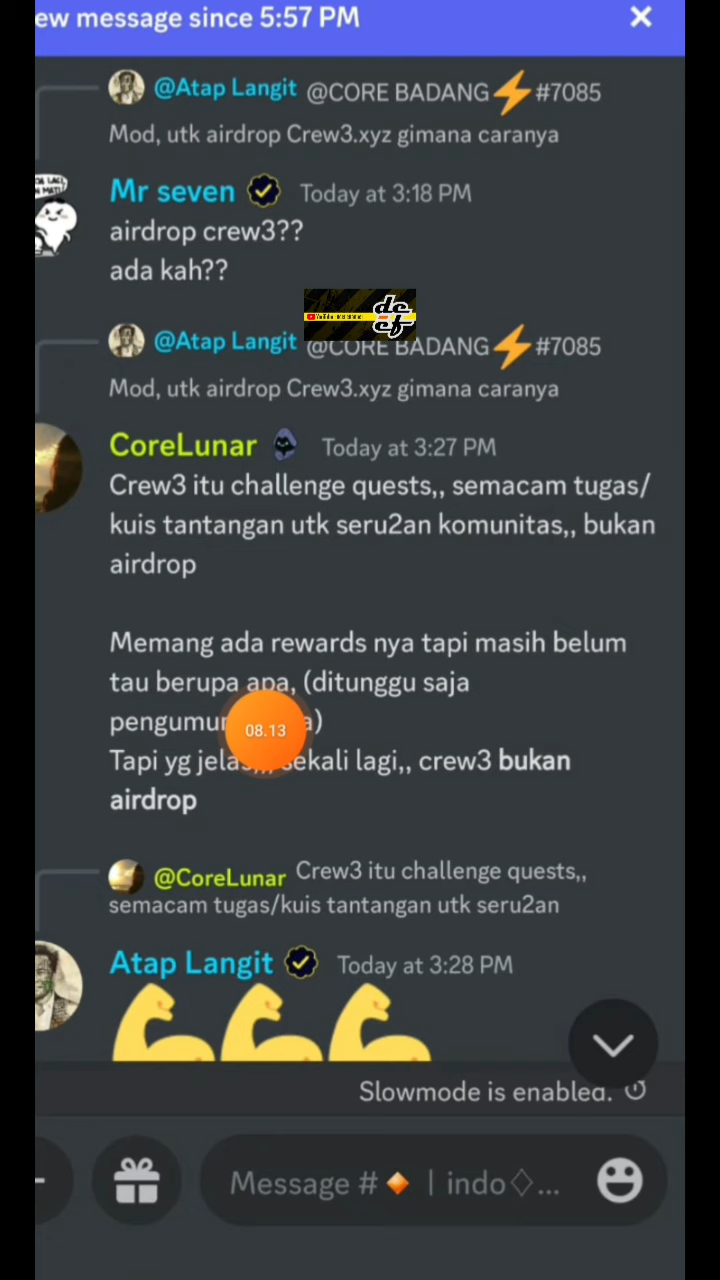 ew message since 5:57 PM
@Atap Langit @CORE BADANG⚡#7085
Mod, utk airdrop Crew3.xyz gimana caranya
Mr seven Today at 3:18 PM
airdrop crew3??
ada kah??
YouTube
dc
cf
@Atap Langit @CORE BADANG⚡#7085
Mod, utk airdrop Crew3.xyz gimana caranya
CoreLunar Today at 3:27 PM
Crew3 itu challenge quests,, semacam tugas/
kuis tantangan utk seru2an komunitas,, bukan
airdrop
Memang ada rewards nya tapi masih belum
tau berupa apa, (ditunggu saja
pengumu a)
08.13
Tapi yg jelas,,, sekali lagi,, crew3 bukan
airdrop
@CoreLunar Crew3 itu challenge quests,,
semacam tugas/kuis tantangan utk seru2an
Atap Langit Today at 3:28 PM
💪💪💪
Slowmode is enabled.
Message #🔸 | indo♢...